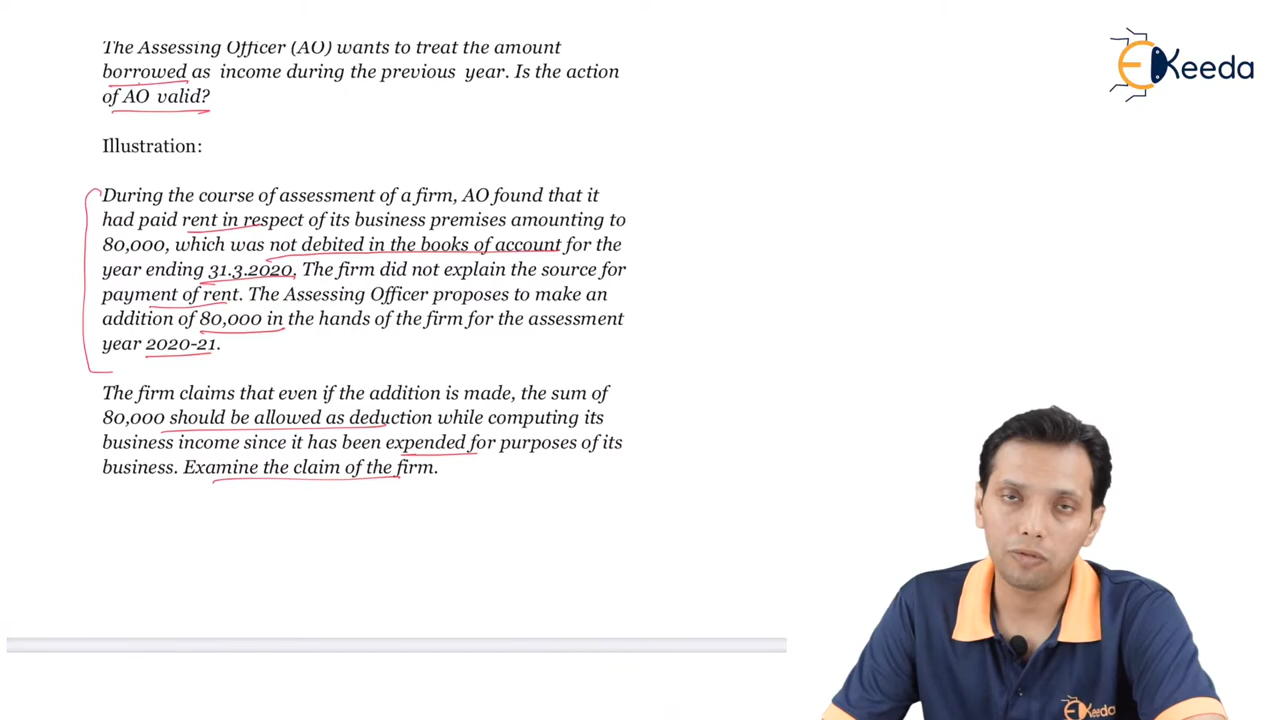 The Assessing Officer (AO) wants to treat the amount
borrowed as income during the previous year. Is the action
of AO valid?
Illustration:
During the course of assessment of a firm, AO found that it
had paid rent in respect of its business premises amounting to
80,000, which was not debited in the books of account for the
year ending 31.3.2020. The firm did not explain the source for
payment of rent. The Assessing Officer proposes to make an
addition of 80,000 in the hands of the firm for the assessment
year 2020-21.
The firm claims that even if the addition is made, the sum of
80,000 should be allowed as deduction while computing its
business income since it has been expended for purposes of its
business. Examine the claim of the firm.
EKeeda
EKeeda